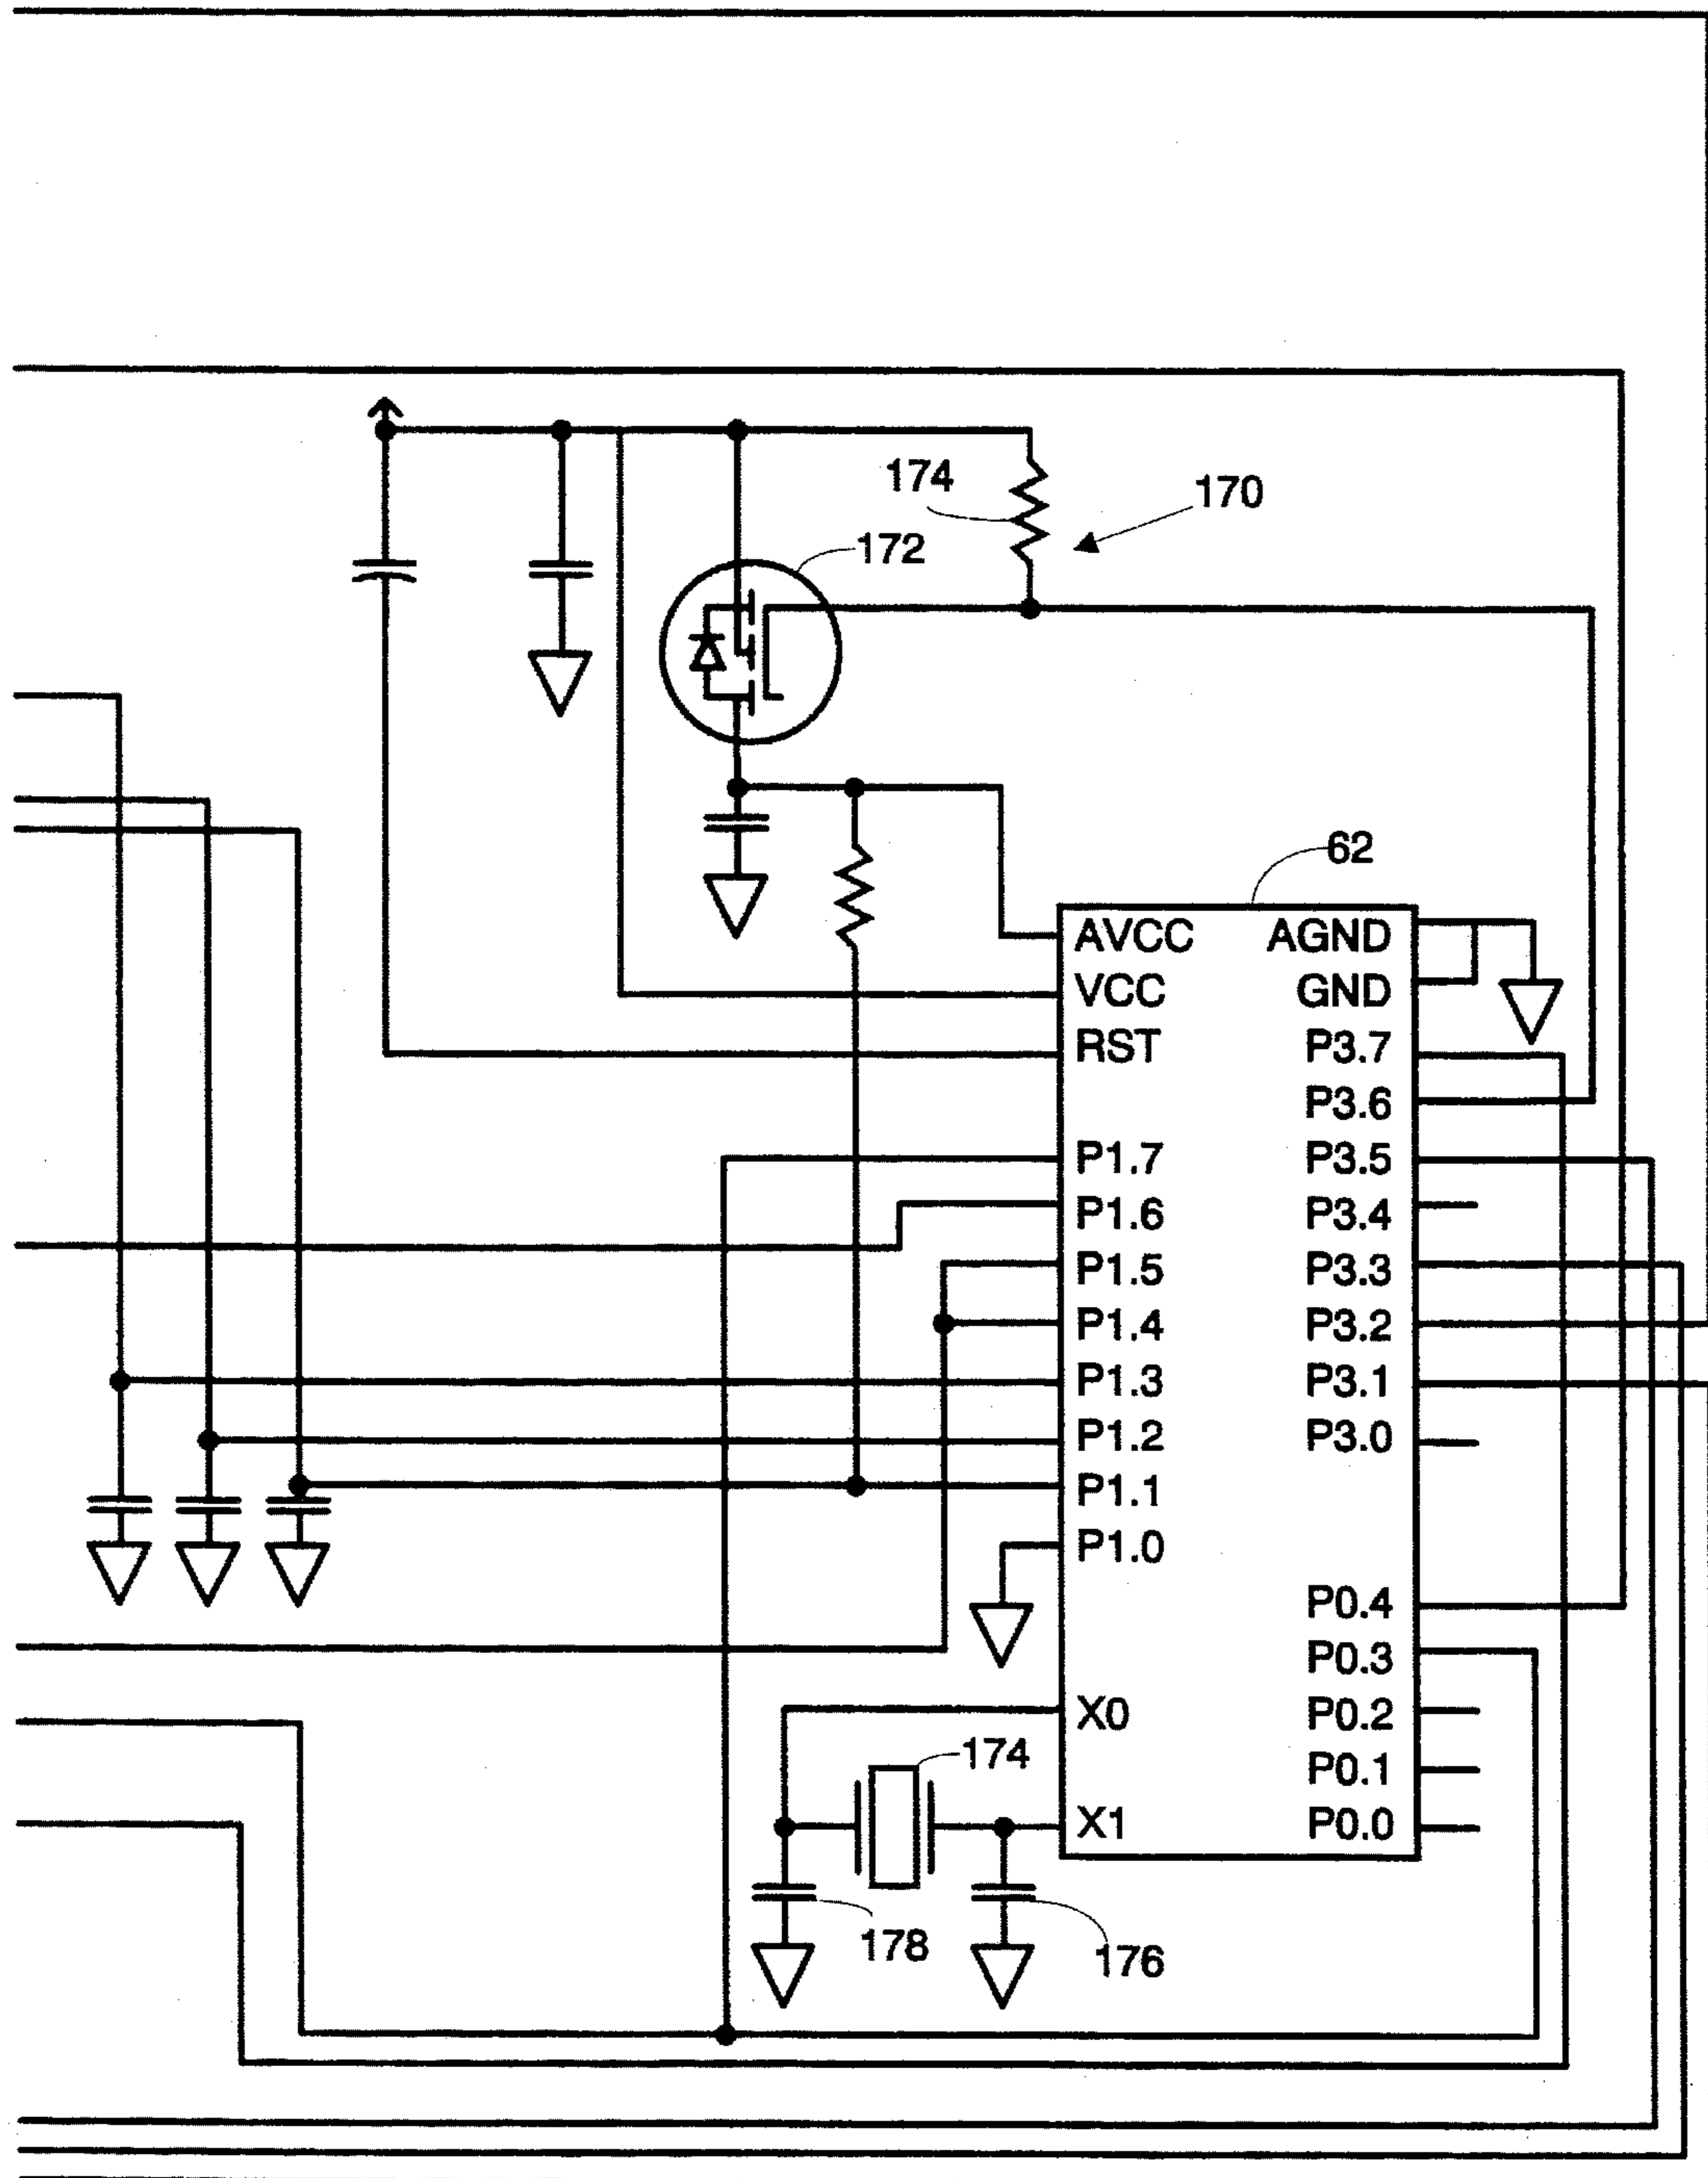 174
170
172
62
AVCC AGND
VCC GND
RST P3.7
P3.6
P1.7 P3.5
P1.6 P3.4
P1.5 P3.3
P1.4 P3.2
P1.3 P3.1
P1.2 P3.0
P1.1
P1.0
P0.4
P0.3
X0 P0.2
174
P0.1
X1 P0.0
178
176